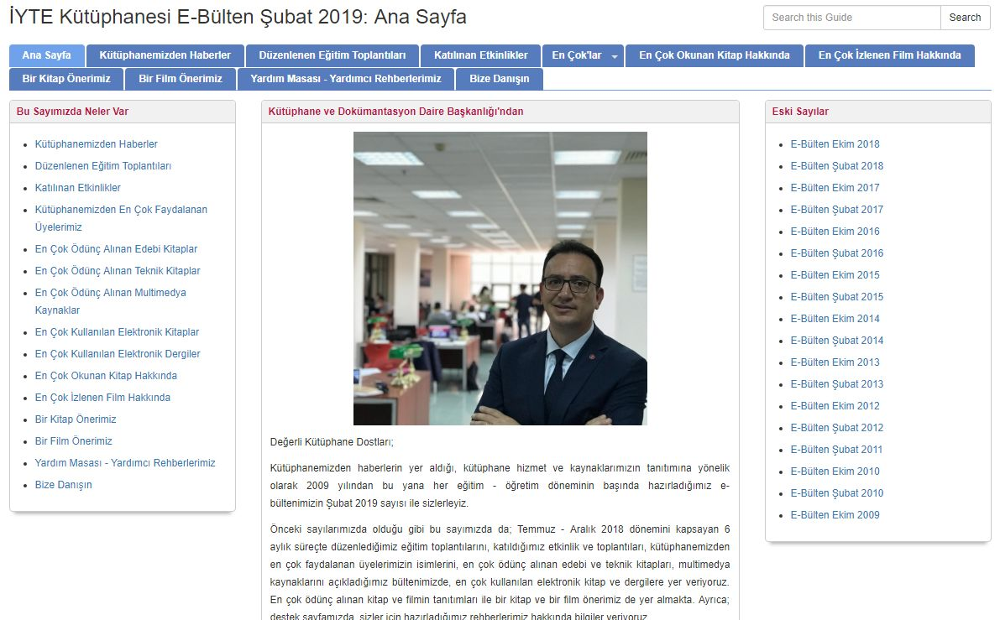 İYTE Kütüphanesi E-Bülten Şubat 2019: Ana Sayfa
Search this Guide
Search
Ana Sayfa
Kütüphanemizden Haberler
Düzenlenen Eğitim Toplantıları
Katılınan Etkinlikler
En Çok'lar
En Çok Okunan Kitap Hakkında
En Çok İzlenen Film Hakkında
Bir Kitap Önerimiz
Bir Film Önerimiz
Yardım Masası - Yardımcı Rehberlerimiz
Bize Danışın
Bu Sayımızda Neler Var
Kütüphanemizden Haberler
Düzenlenen Eğitim Toplantıları
Katılınan Etkinlikler
Kütüphanemizden En Çok Faydalanan
Üyelerimiz
En Çok Ödünç Alınan Edebi Kitaplar
En Çok Ödünç Alınan Teknik Kitaplar
En Çok Ödünç Alınan Multimedya
Kaynaklar
En Çok Kullanılan Elektronik Kitaplar
En Çok Kullanılan Elektronik Dergiler
En Çok Okunan Kitap Hakkında
En Çok İzlenen Film Hakkında
Bir Kitap Önerimiz
Bir Film Önerimiz
Yardım Masası - Yardımcı Rehberlerimiz
Bize Danışın
Kütüphane ve Dokümantasyon Daire Başkanlığı'ndan
Değerli Kütüphane Dostları;
Kütüphanemizden haberlerin yer aldığı, kütüphane hizmet ve kaynaklarımızın tanıtımına yönelik
olarak 2009 yılından bu yana her eğitim - öğretim döneminin başında hazırladığımız e-
bültenimizin Şubat 2019 sayısı ile sizlerleyiz.
Önceki sayılarımızda olduğu gibi bu sayımızda da; Temmuz - Aralık 2018 dönemini kapsayan 6
aylık süreçte düzenlediğimiz eğitim toplantılarını, katıldığımız etkinlik ve toplantıları, kütüphanemizden
en çok faydalanan üyelerimizin isimlerini, en çok ödünç alınan edebi ve teknik kitapları, multimedya
kaynaklarını açıkladığımız bültenimizde, en çok kullanılan elektronik kitap ve dergilere yer veriyoruz.
En çok ödünç alınan kitap ve filmin tanıtımları ile bir kitap ve bir film önerimiz de yer almakta. Ayrıca;
destek sayfamızda, sizler için hazırladığımız rehberlerimiz hakkında bilgiler veriyoruz.
Eski Sayılar
E-Bülten Ekim 2018
E-Bülten Şubat 2018
E-Bülten Ekim 2017
E-Bülten Şubat 2017
E-Bülten Ekim 2016
E-Bülten Şubat 2016
E-Bülten Ekim 2015
E-Bülten Şubat 2015
E-Bülten Ekim 2014
E-Bülten Şubat 2014
E-Bülten Ekim 2013
E-Bülten Şubat 2013
E-Bülten Ekim 2012
E-Bülten Şubat 2012
E-Bülten Şubat 2011
E-Bülten Ekim 2010
E-Bülten Şubat 2010
E-Bülten Ekim 2009